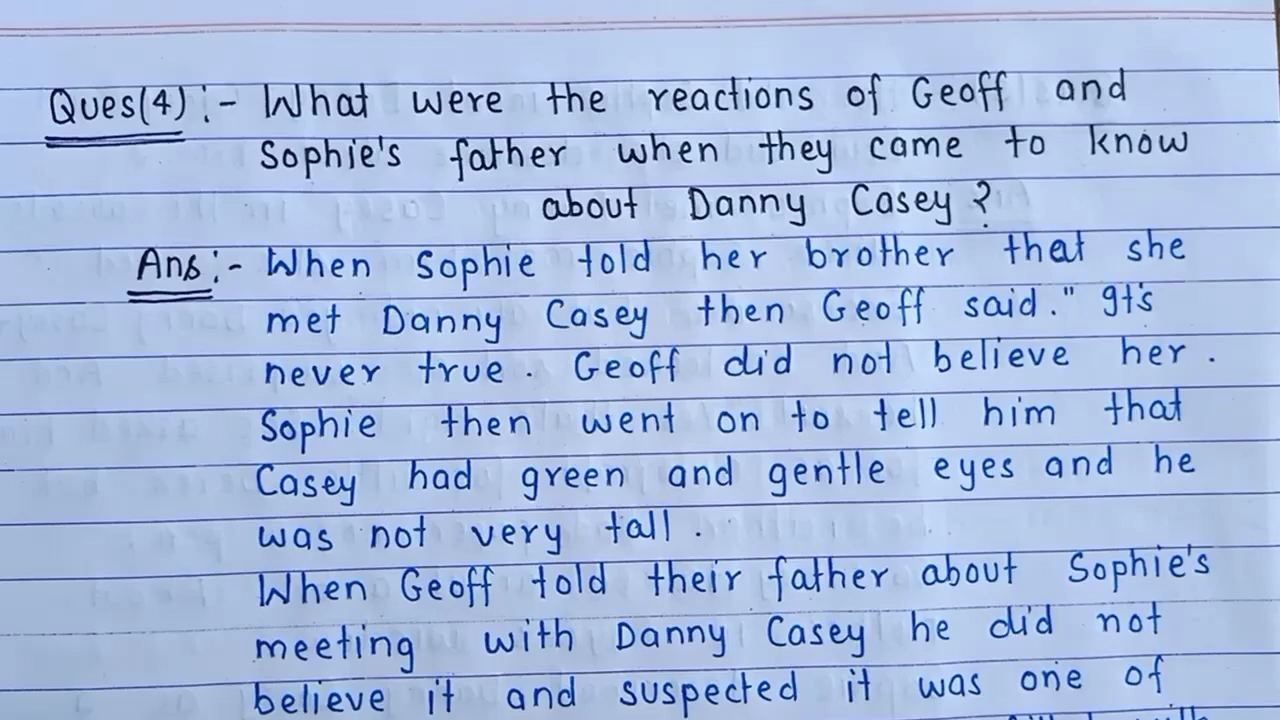 Ques(4):- What were the reactions of Geoff and
Sophie's father when they came to know
about Danny Casey?
Ans:- When Sophie told her brother that she
met Danny Casey then Geoff said." It's
never true. Geoff did not believe her.
Sophie then went on to tell him that
Casey had green and gentle eyes and he
was not very tall.
When Geoff told their father about Sophie's
meeting with Danny Casey he did not
believe it and suspected it was one of